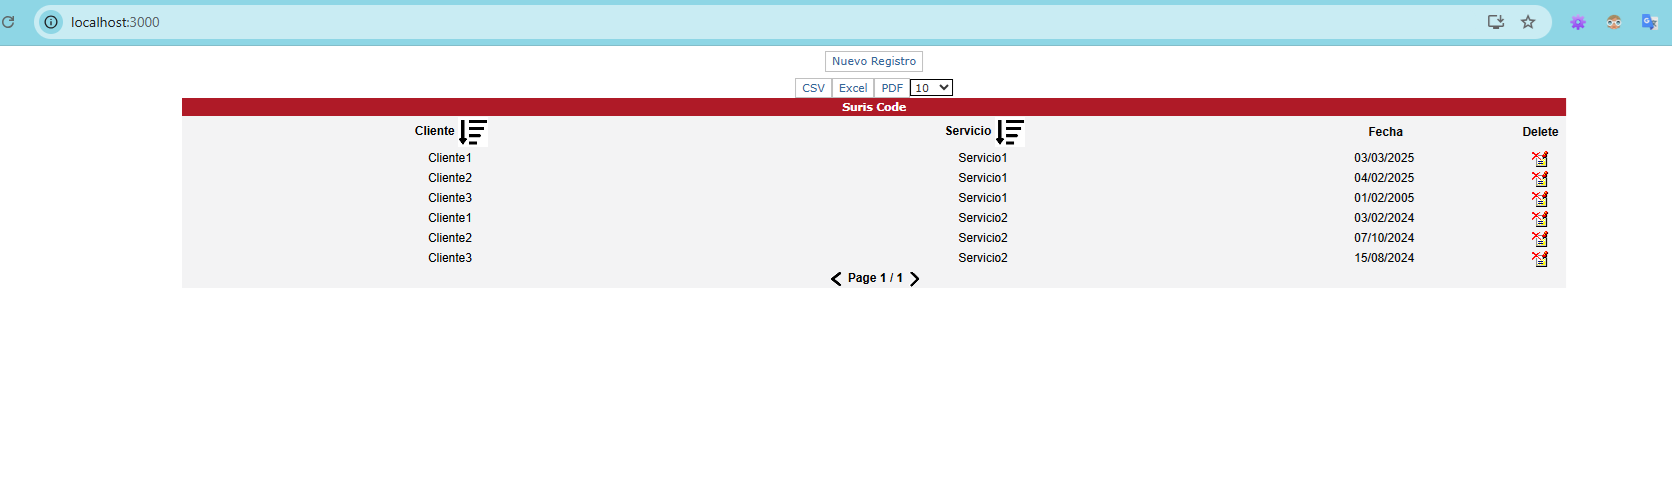 localhost:3000
Nuevo Registro
CSV Excel PDF 10
Suris Code
Cliente Servicio Fecha Delete
Cliente1 Servicio1 03/03/2025
Cliente2 Servicio1 04/02/2025
Cliente3 Servicio1 01/02/2005
Cliente1 Servicio2 03/02/2024
Cliente2 Servicio2 07/10/2024
Cliente3 Servicio2 15/08/2024
Page 1 / 1